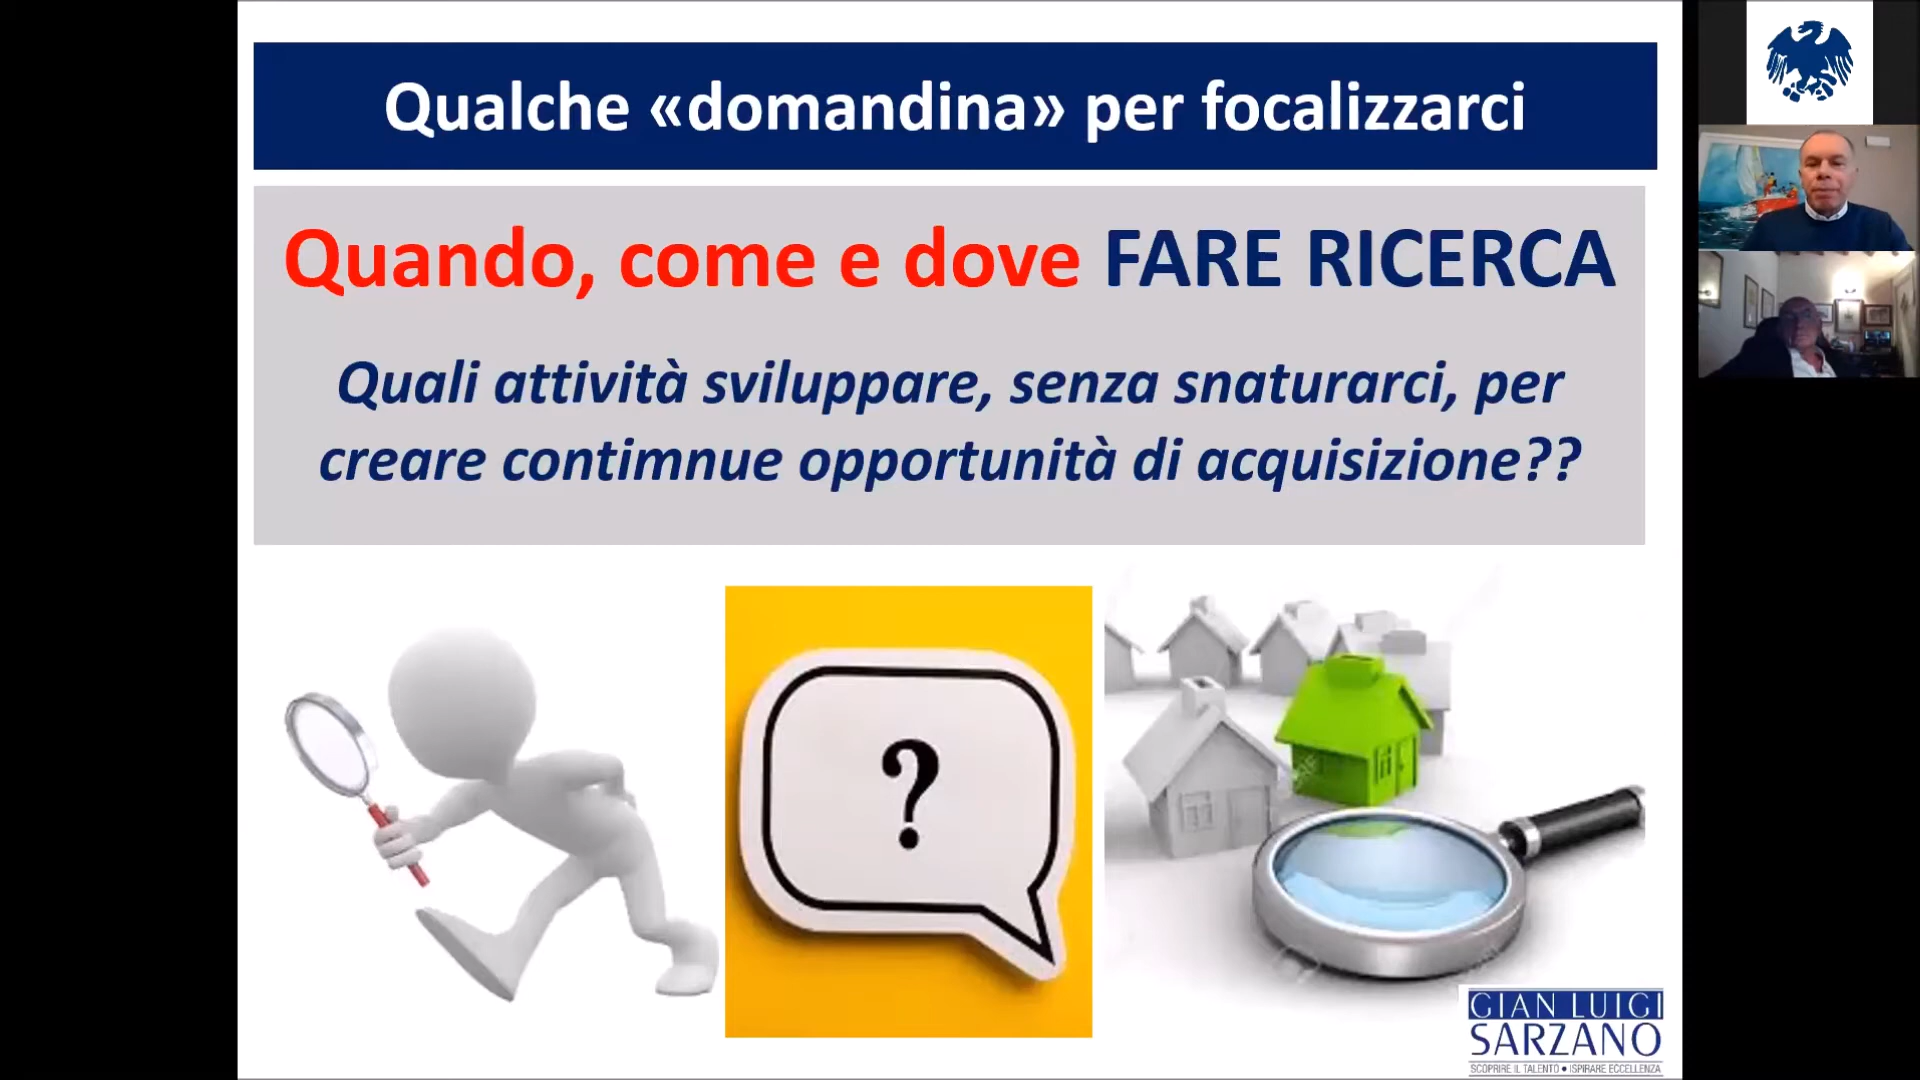 Qualche «domandina» per focalizzarci
Quando, come e dove FARE RICERCA
Quali attività sviluppare, senza snaturarci, per
creare contimnue opportunità di acquisizione??
?
GIAN LUIGI
SARZANO
SCOPRIRE IL TALENTO • ISPIRARE ECCELLENZA